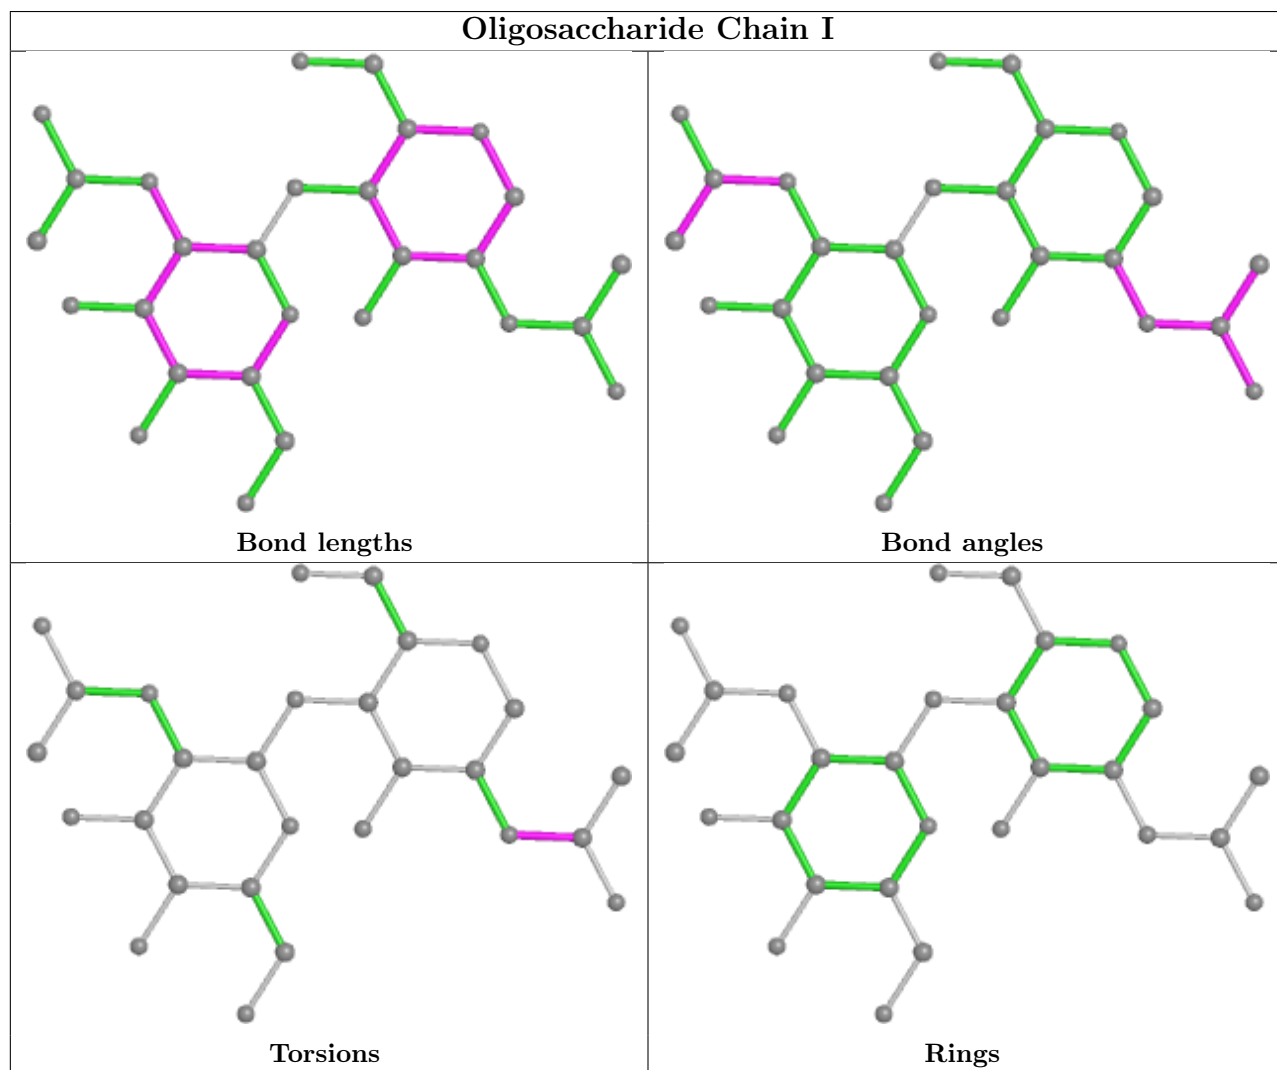 Oligosaccharide Chain I
Bond lengths
Bond angles
Torsions
Rings